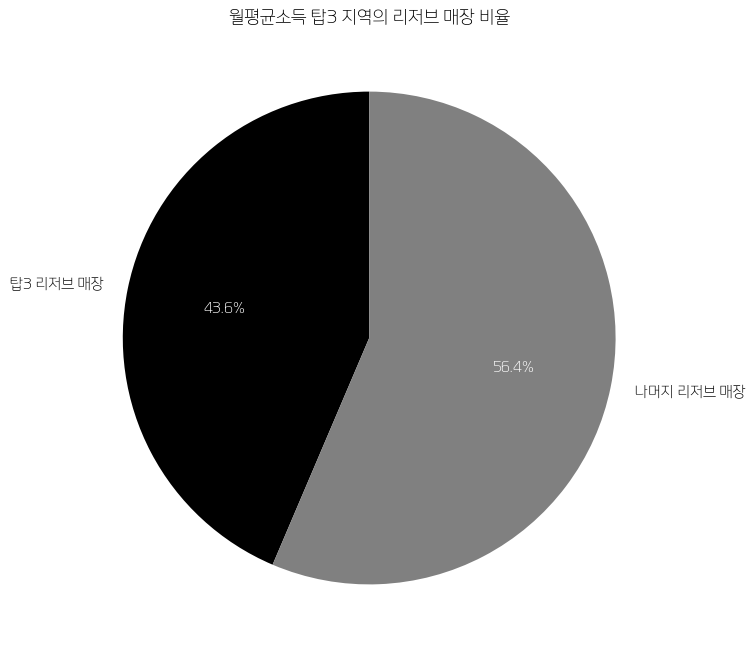 월평균소득 탑3 지역의 리저브 매장 비율
탑3 리저브 매장
43.6%
56.4%
나머지 리저브 매장